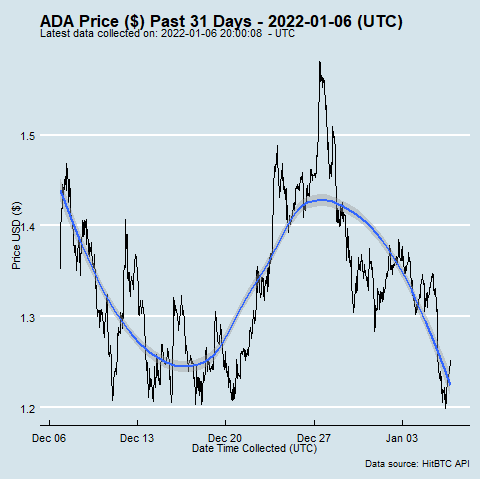 ADA Price ($) Past 31 Days - 2022-01-06 (UTC)
Latest data collected on: 2022-01-06 20:00:08 - UTC
1.5
1.4
1.3
1.2
Price USD ($)
Dec 06 Dec 13 Dec 20 Dec 27 Jan 03
Date Time Collected (UTC)
Data source: HitBTC API